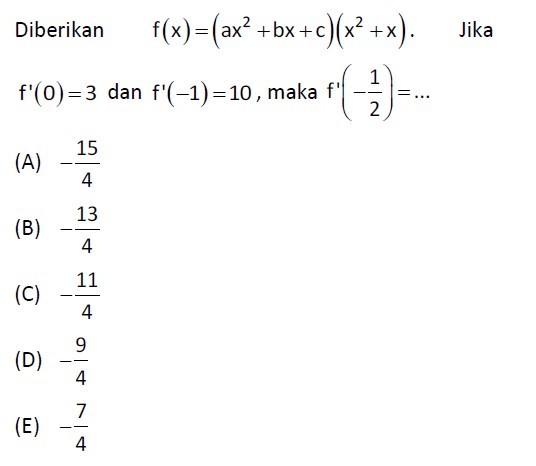 Diberikan f(x)=(ax²+bx+c)(x²+x). Jika
f'(0)=3 dan f'(−1)=10, maka f'(−1/2)=...
(A) −15/4
(B) −13/4
(C) −11/4
(D) −9/4
(E) −7/4